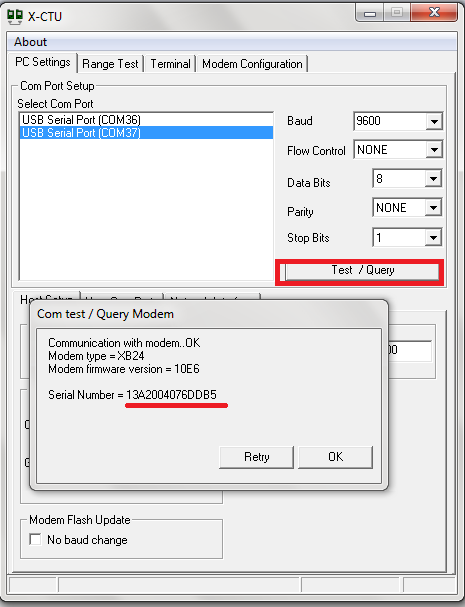 X-CTU
About
PC Settings Range Test Terminal Modem Configuration
Com Port Setup
Select Com Port
USB Serial Port (COM36)
USB Serial Port (COM37)
Baud 9600
Flow Control NONE
Data Bits 8
Parity NONE
Stop Bits 1
Test / Query
Com test / Query Modem
Communication with modem..OK
Modem type = XB24
Modem firmware version = 10E6
Serial Number = 13A2004076DDB5
Retry OK
Modem Flash Update
No baud change